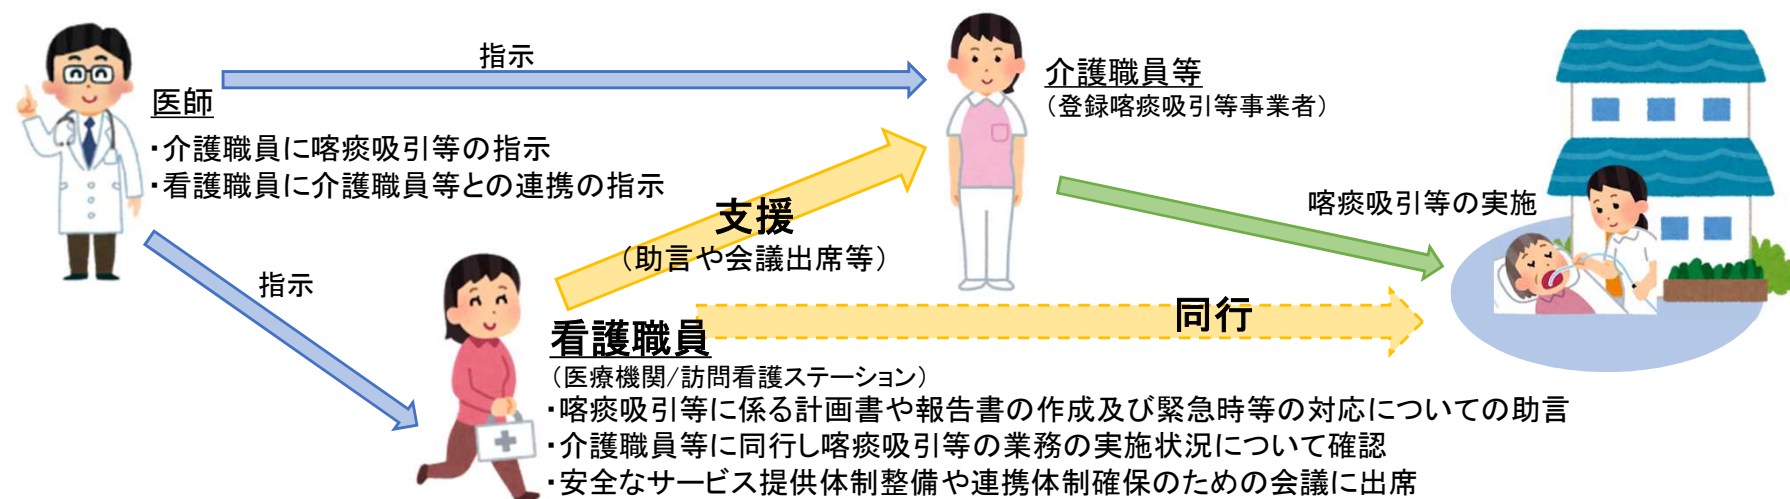 指示
医師
・介護職員に喀痰吸引等の指示
・看護職員に介護職員等との連携の指示
介護職員等
（登録喀痰吸引等事業者）
支援
（助言や会議出席等）
喀痰吸引等の実施
指示
同行
看護職員
（医療機関/訪問看護ステーション）
・喀痰吸引等に係る計画書や報告書の作成及び緊急時等の対応についての助言
・介護職員等に同行し喀痰吸引等の業務の実施状況について確認
・安全なサービス提供体制整備や連携体制確保のための会議に出席